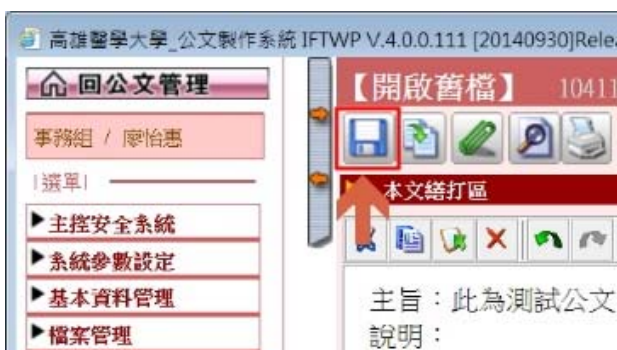 高雄醫學大學_公文製作系統 IFTWP V.4.0.0.111 [20140930]Rele
回公文管理
事務組 / 廖怡惠
|選單|
主控安全系統
系統參數設定
基本資料管理
檔案管理
【開啟舊檔】 10411
本文繕打區
主旨：此為測試公文
說明：